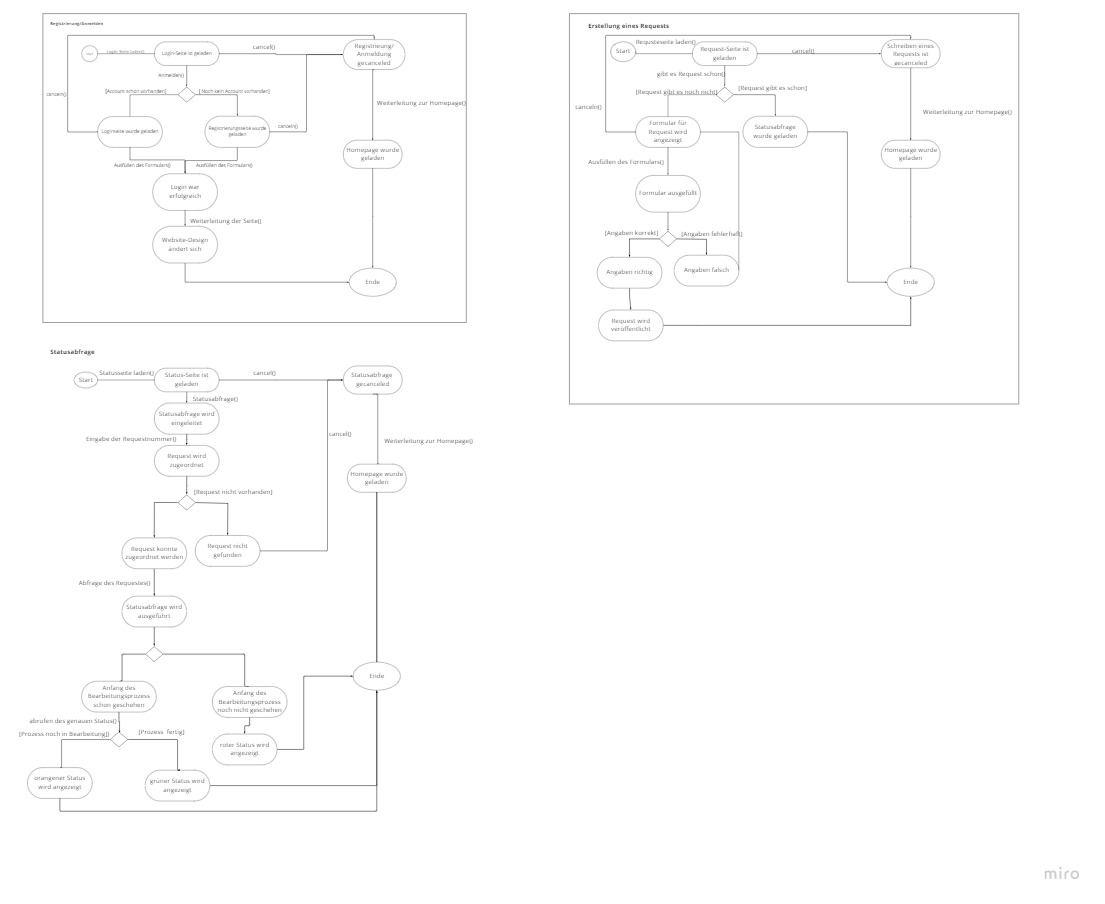 Registrierung/Anmelden
Start
Login-Seite laden()
Login-Seite ist geladen
cancel()
Registrierung/
Anmeldung
gecanceled
Anmelden()
[Account schon vorhanden]
[Noch kein Account vorhanden]
canceln()
Loginseite wurde geladen
Registrierungsseite wurde
geladen
canceln()
Weiterleitung zur Homepage()
Homepage wurde
geladen
Ausfüllen des Formulars()
Ausfüllen des Formulars()
Login war
erfolgreich
Weiterleitung der Seite()
Website-Design
ändert sich
Ende
Erstellung eines Requests
Start
Requsteseite laden()
Request-Seite ist
geladen
cancel()
Schreiben eines
Requests ist
gecanceled
gibt es Request schon()
[Request gibt es noch nicht]
[Request gibt es schon]
canceln()
Formular für
Request wird
angezeigt
Statusabfrage
wurde geladen
Weiterleitung zur Homepage()
Homepage wurde
geladen
Ausfüllen des Formulars()
Formular ausgefüllt
[Angaben korrekt]
[Angaben fehlerhaft]
Angaben richtig
Angaben falsch
Ende
Request wird
veröffentlicht
Statusabfrage
Start
Statusseite laden()
Status-Seite ist
geladen
cancel()
Statusabfrage
gecanceled
Statusabfrage()
Statusabfrage wird
eingeleitet
Eingabe der Requestnummer()
cancel()
Weiterleitung zur Homepage()
Request wird
zugeordnet
Homepage wurde
geladen
[Request nicht vorhanden]
Request konnte
zugeordnet werden
Request nicht
gefunden
Abfrage des Requestes()
Statusabfrage wird
ausgeführt
Ende
Anfang des
Bearbeitungsprozess
schon geschehen
Anfang des
Bearbeitungsprozess
noch nicht geschehen
abrufen des genauen Status()
[Prozess noch in Bearbeitung])
[Prozess fertig]
roter Status wird
angezeigt
orangener Status
wird angezeigt
grüner Status wird
angezeigt
miro